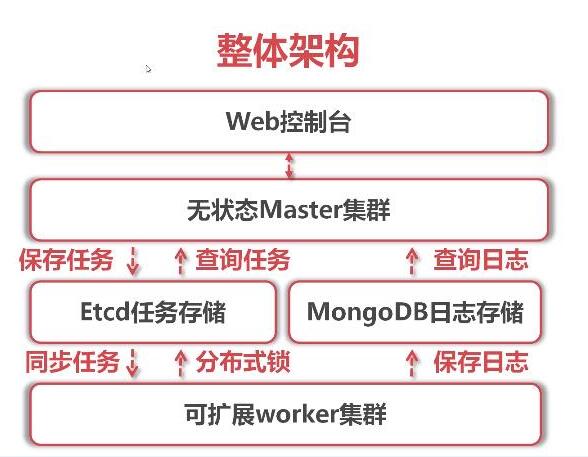 整体架构
Web控制台
无状态Master集群
保存任务 查询任务 查询日志
Etcd任务存储 MongoDB日志存储
同步任务 分布式锁 保存日志
可扩展worker集群